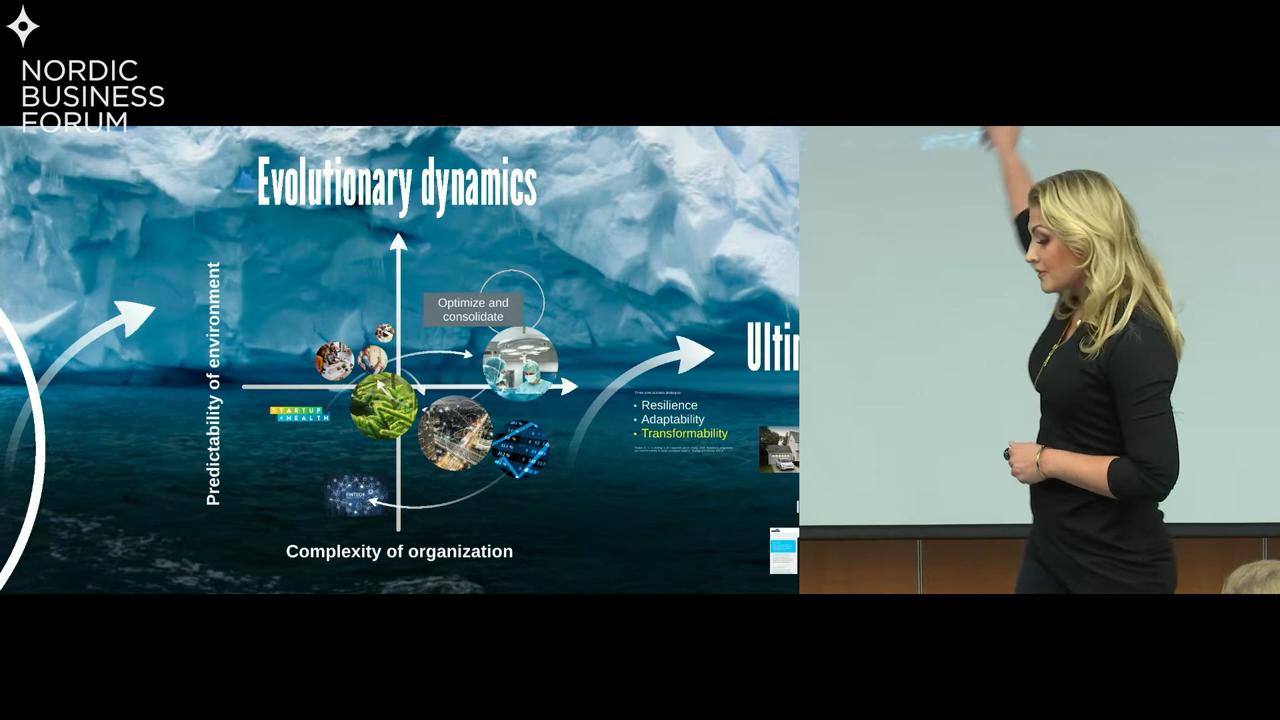 NORDIC
BUSINESS
FORUM
Evolutionary dynamics
Predictability of environment
Optimize and
consolidate
STARTUP
HEALTH
FINTECH
Complexity of organization
• Resilience
• Adaptability
• Transformability